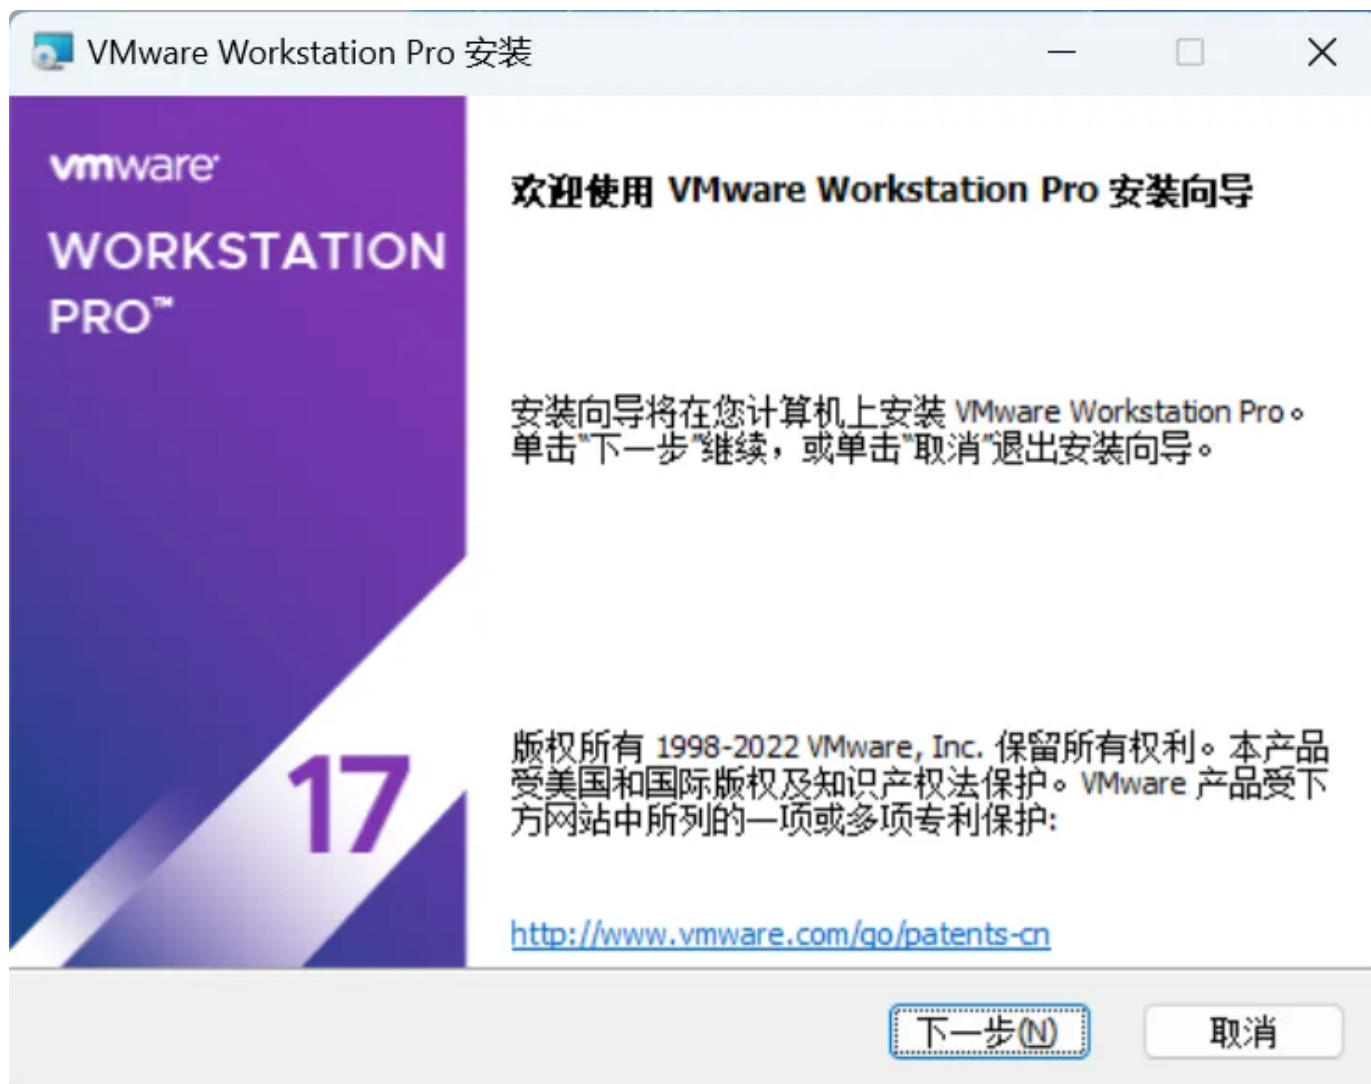 VMware Workstation Pro 安装
vmware
WORKSTATION
PRO™
17
欢迎使用 VMware Workstation Pro 安装向导
安装向导将在您计算机上安装 VMware Workstation Pro。
单击"下一步"继续，或单击"取消"退出安装向导。
版权所有 1998-2022 VMware, Inc. 保留所有权利。本产品
受美国和国际版权及知识产权法保护。VMware 产品受下
方网站中所列的一项或多项专利保护:
http://www.vmware.com/go/patents-cn
下一步(N)
取消